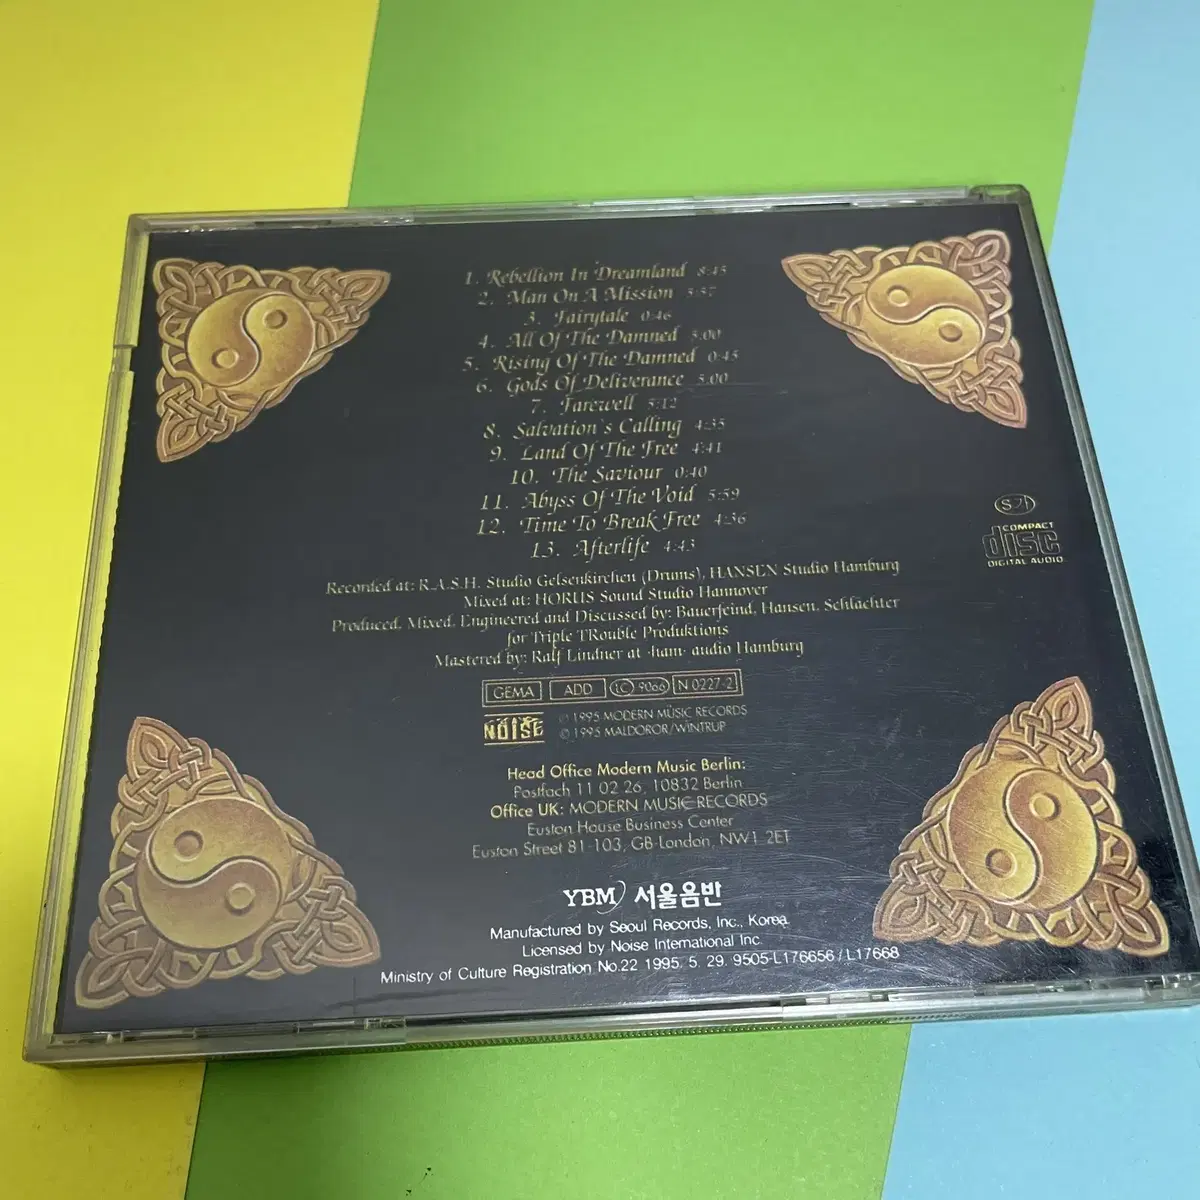 1. Rebellion In Dreamland 8:45
2. Man On A Mission 5:57
3. Fairytale 0:46
4. All Of The Damned 5:00
5. Rising Of The Damned 0:45
6. Gods Of Deliverance 5:00
7. Farewell 5:12
8. Salvation's Calling 4:35
9. Land Of The Free 4:41
10. The Saviour 0:40
11. Abyss Of The Void 5:59
12. Time To Break Free 4:36
13. Afterlife 4:43
Recorded at: R.A.S.H. Studio Gelsenkirchen (Drums), HANSEN Studio Hamburg
Mixed at: HORUS Sound Studio Hannover
Produced, Mixed, Engineered and Discussed by: Bauerfeind, Hansen, Schlächter
for Triple TRouble Produktions
Mastered by: Ralf Lindner at ·ham· audio Hamburg
GEMA ADD LC 9066 N 0227-2
NOISE
℗ 1995 MODERN MUSIC RECORDS
© 1995 MALDOROR/WINTRUP
Head Office Modern Music Berlin:
Postfach 11 02 26, 10832 Berlin
Office UK: MODERN MUSIC RECORDS
Euston House Business Center
Euston Street 81-103, GB-London, NW1 2ET
YBM 서울음반
Manufactured by Seoul Records, Inc., Korea.
Licensed by Noise International Inc.
Ministry of Culture Registration No.22 1995. 5. 29. 9505-L176656 / L17668
COMPACT
disc
DIGITAL AUDIO